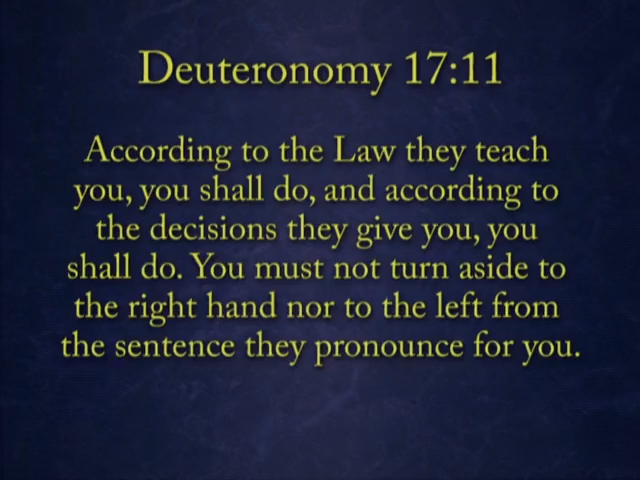 Deuteronomy 17:11
According to the Law they teach
you, you shall do, and according to
the decisions they give you, you
shall do. You must not turn aside to
the right hand nor to the left from
the sentence they pronounce for you.